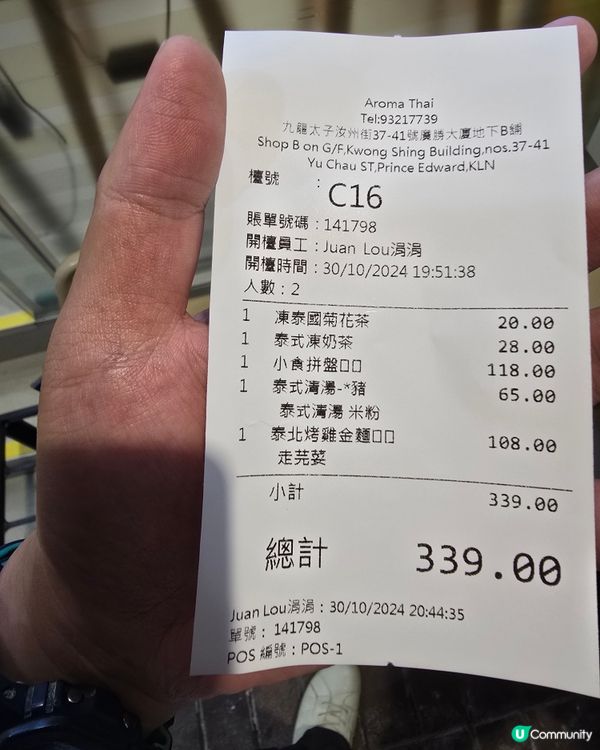 Aroma Thai
Tel:93217739
九龍太子汝州街37-41號廣勝大廈地下B鋪
Shop B on G/F,Kwong Shing Building,nos.37-41
Yu Chau ST,Prince Edward,KLN
檯號 : C16
賬單號碼 : 141798
開檯員工 : Juan Lou涓涓
開檯時間 : 30/10/2024 19:51:38
人數 : 2
1 凍泰國菊花茶 20.00
1 泰式凍奶茶 28.00
1 小食拼盤□□ 118.00
1 泰式清湯-*豬 65.00
泰式清湯 米粉
1 泰北烤雞金麵□□ 108.00
走芫荽
小計 339.00
總計 339.00
Juan Lou涓涓 : 30/10/2024 20:44:35
單號 : 141798
POS 編號 : POS-1
U Community